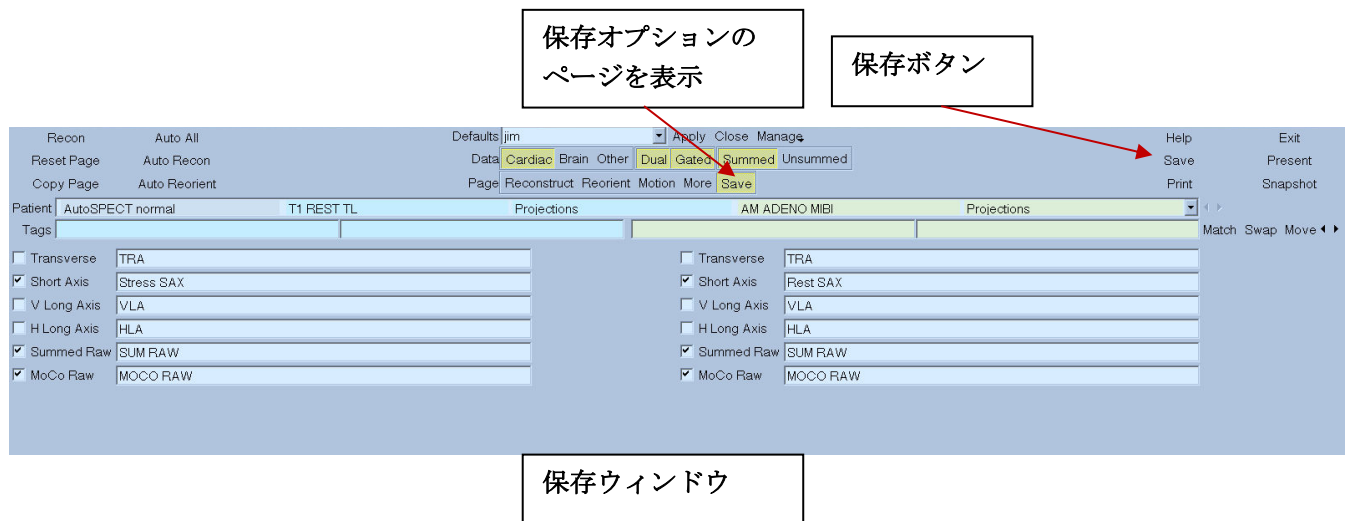 保存オプションの
ページを表示
保存ボタン
Recon Auto All Defaults jim Apply Close Manage Help Exit
Reset Page Auto Recon Data Cardiac Brain Other Dual Gated Summed Unsummed Save Present
Copy Page Auto Reorient Page Reconstruct Reorient Motion More Save Print Snapshot
Patient AutoSPECT normal T1 REST TL Projections AM ADENO MIBI Projections
Tags Match Swap Move
Transverse TRA Transverse TRA
Short Axis Stress SAX Short Axis Rest SAX
V Long Axis VLA V Long Axis VLA
H Long Axis HLA H Long Axis HLA
Summed Raw SUM RAW Summed Raw SUM RAW
MoCo Raw MOCO RAW MoCo Raw MOCO RAW
保存ウィンドウ